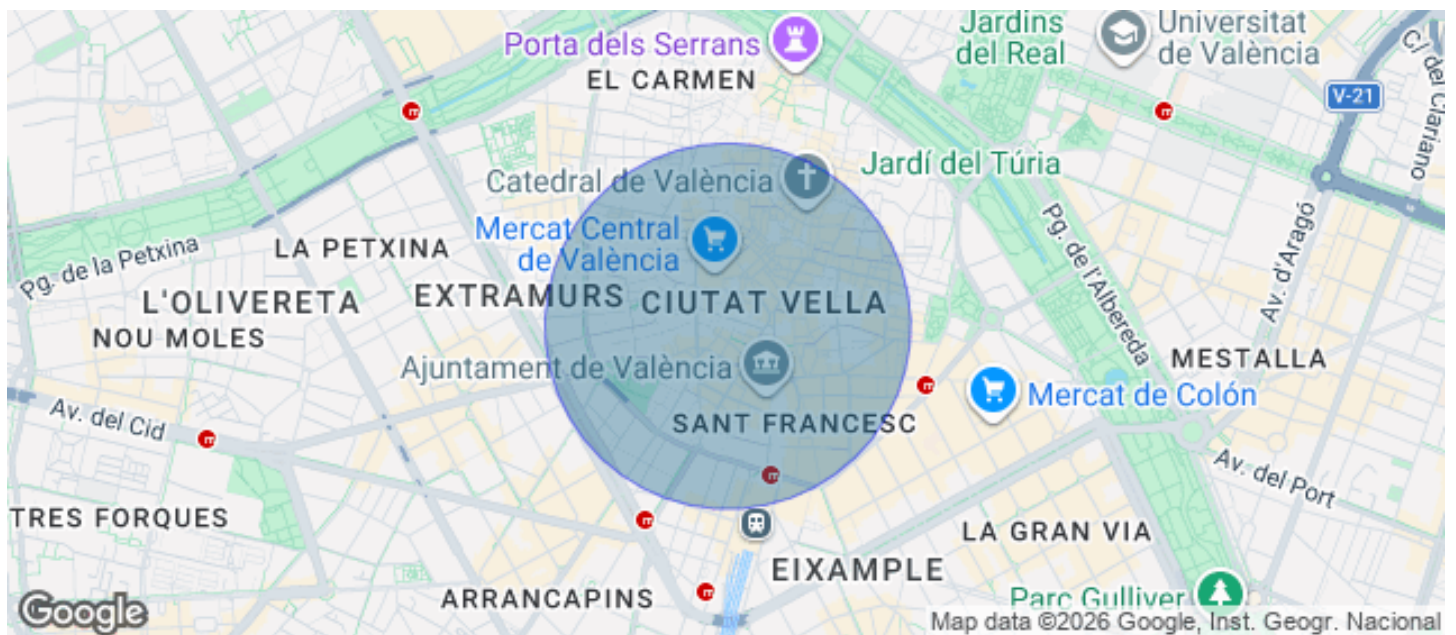 Porta dels Serrans
EL CARMEN
Jardins
del Real
Universitat
de València
V-21
Cl del Clariano
Catedral de València
Jardí del Túria
Mercat Central
de València
Pg. de la Petxina
LA PETXINA
L'OLIVERETA
EXTRAMURS
CIUTAT VELLA
NOU MOLES
Pg. de l'Albereda
Av. d'Aragó
MESTALLA
Ajuntament de València
Mercat de Colón
Av. del Cid
SANT FRANCESC
Av. del Port
TRES FORQUES
LA GRAN VIA
EIXAMPLE
ARRANCAPINS
Parc Gulliver
Google
Map data ©2026 Google, Inst. Geogr. Nacional